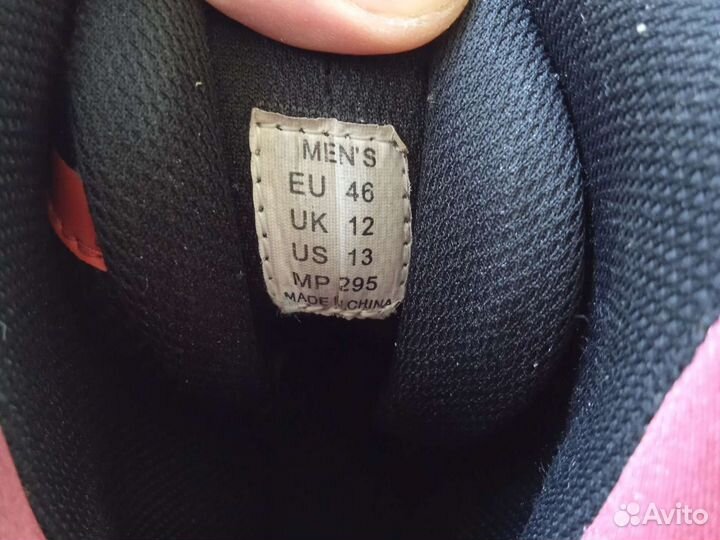 MEN'S
EU 46
UK 12
US 13
MP 295
MADE IN CHINA
Avito